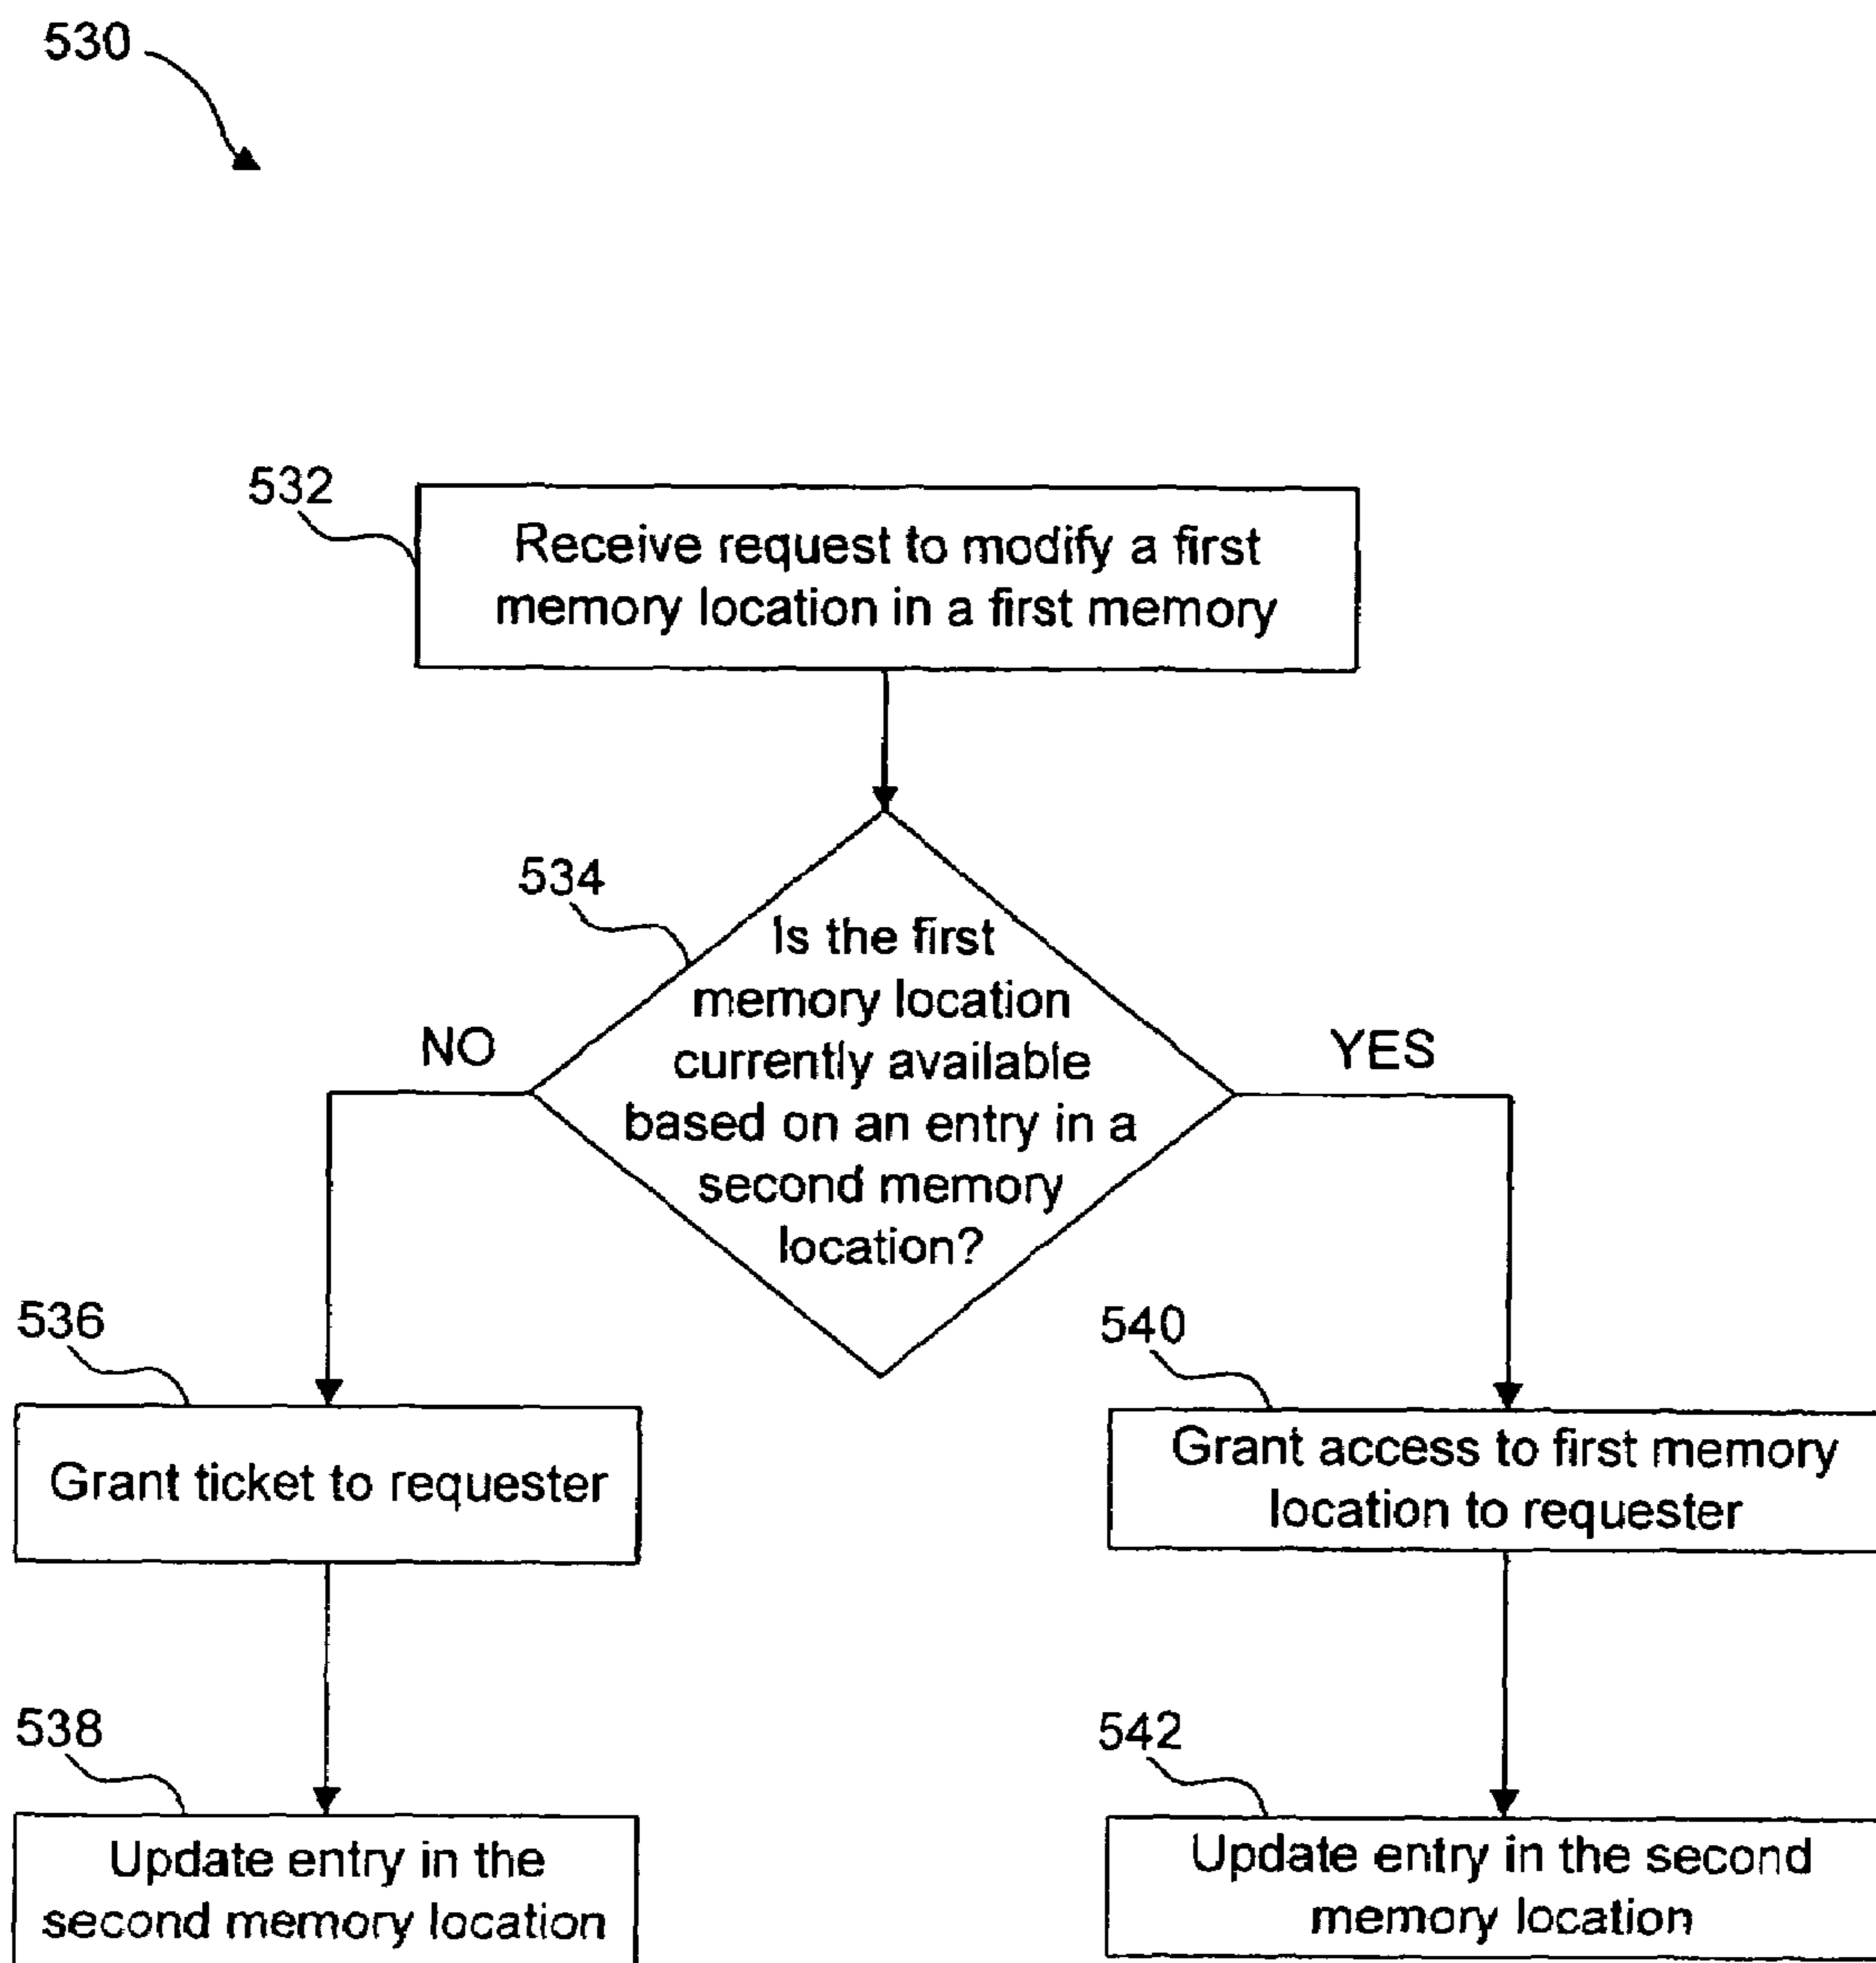 530
532
Receive request to modify a first
memory location in a first memory
534
Is the first
memory location
currently available
based on an entry in a
second memory
location?
NO
YES
536
Grant ticket to requester
540
Grant access to first memory
location to requester
538
Update entry in the
second memory location
542
Update entry in the second
memory location